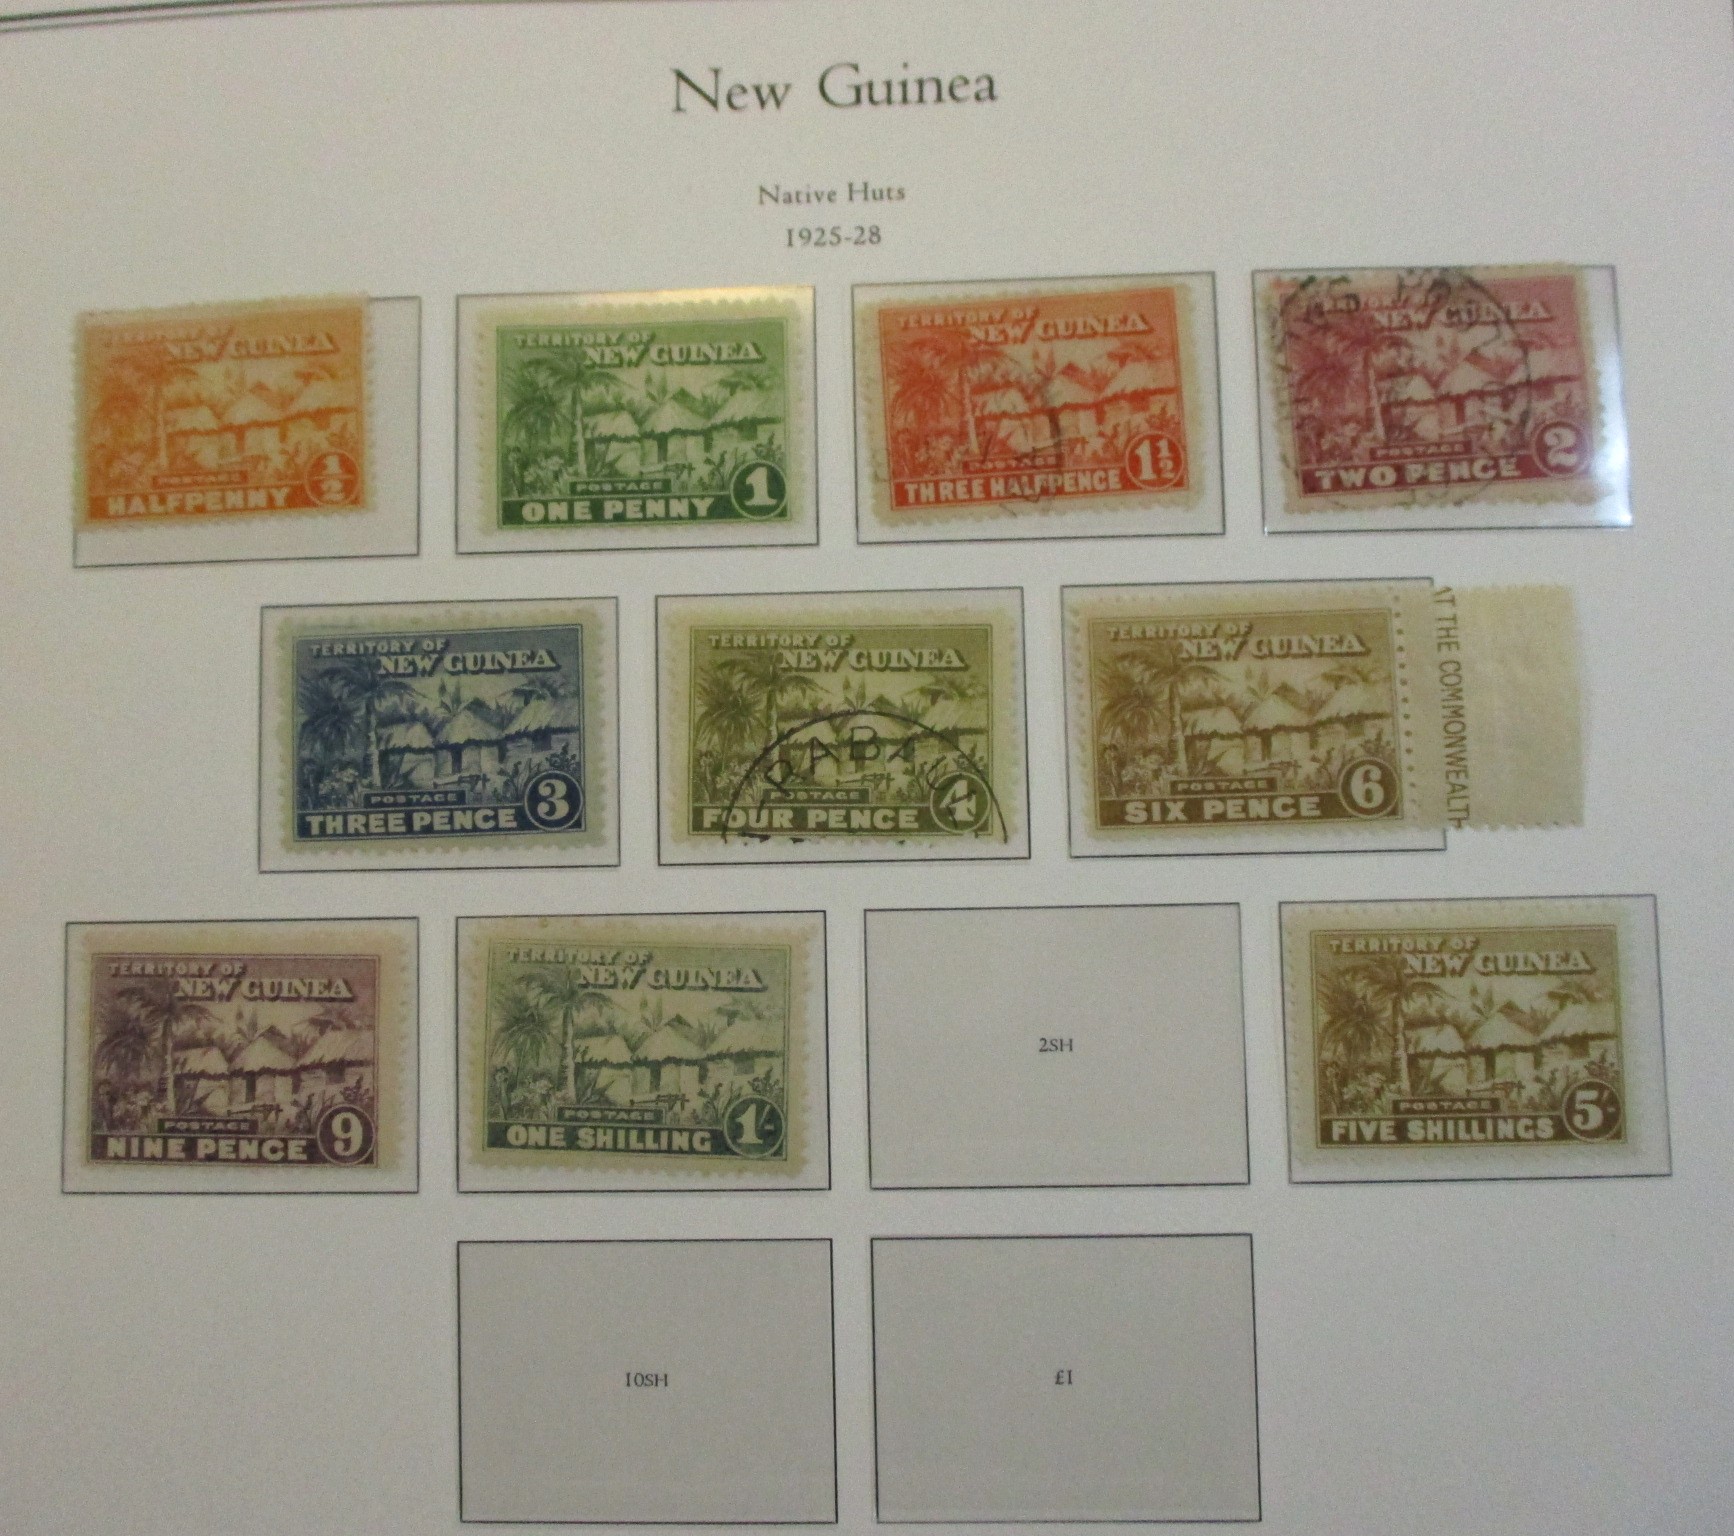 New Guinea
Native Huts
1925-28
TERRITORY OF
NEW GUINEA
POSTAGE
HALFPENNY
½
TERRITORY OF
NEW GUINEA
POSTAGE
ONE PENNY
1
TERRITORY OF
NEW GUINEA
POSTAGE
THREE HALFPENCE
1½
TERRITORY OF
NEW GUINEA
POSTAGE
TWO PENCE
2
TERRITORY OF
NEW GUINEA
POSTAGE
THREE PENCE
3
TERRITORY OF
NEW GUINEA
POSTAGE
FOUR PENCE
4
RABAU
TERRITORY OF
NEW GUINEA
POSTAGE
SIX PENCE
6
AT THE COMMONWEALTH
TERRITORY OF
NEW GUINEA
POSTAGE
NINE PENCE
9
TERRITORY OF
NEW GUINEA
POSTAGE
ONE SHILLING
1/-
2SH
TERRITORY OF
NEW GUINEA
POSTAGE
FIVE SHILLINGS
5/-
10SH
£1